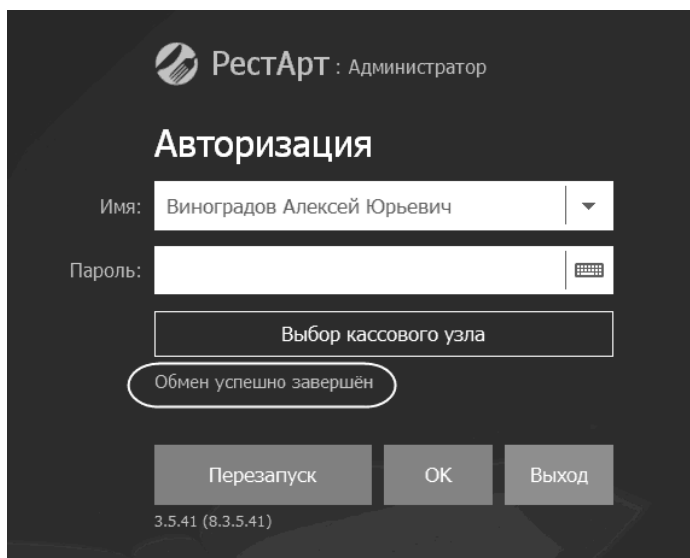 РестАрт : Администратор
Авторизация
Имя: Виноградов Алексей Юрьевич
Пароль:
Выбор кассового узла
Обмен успешно завершён
Перезапуск ОК Выход
3.5.41 (8.3.5.41)